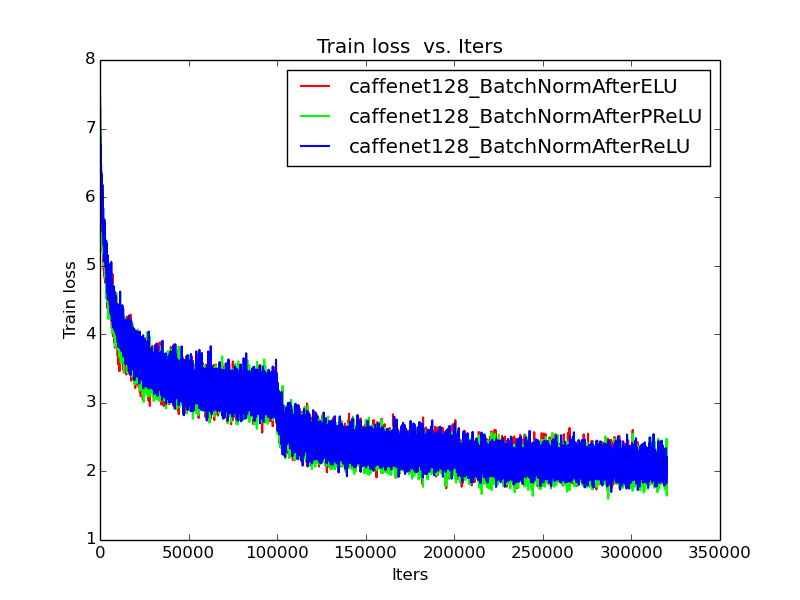 Train loss  vs. Iters
caffenet128_BatchNormAfterELU
caffenet128_BatchNormAfterPReLU
caffenet128_BatchNormAfterReLU
8
7
6
5
4
3
2
1
Train loss
0 50000 100000 150000 200000 250000 300000 350000
Iters